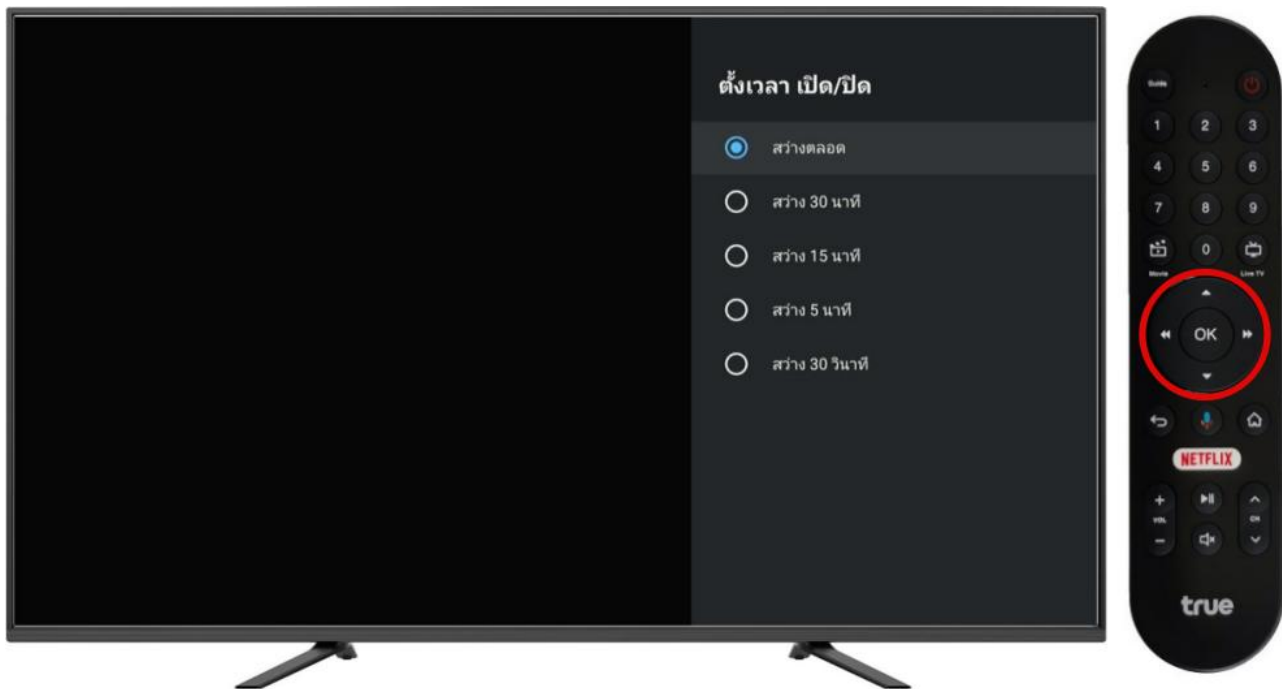 ตั้งเวลา เปิด/ปิด
สว่างตลอด
สว่าง 30 นาที
สว่าง 15 นาที
สว่าง 5 นาที
สว่าง 30 วินาที
Guide
1 2 3
4 5 6
7 8 9
0
Movie Live TV
OK
NETFLIX
+
VOL CH
−
true